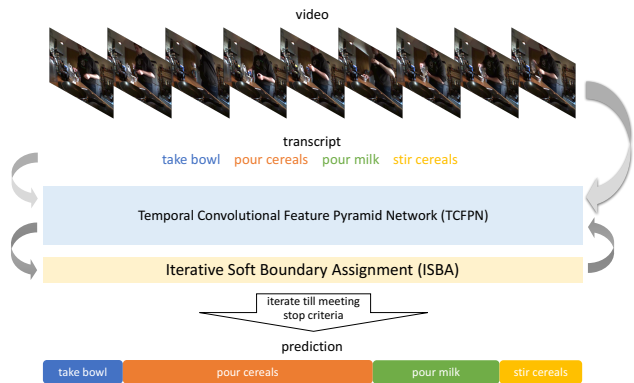 video
transcript
take bowl pour cereals pour milk stir cereals
Temporal Convolutional Feature Pyramid Network (TCFPN)
Iterative Soft Boundary Assignment (ISBA)
iterate till meeting
stop criteria
prediction
take bowl pour cereals pour milk stir cereals